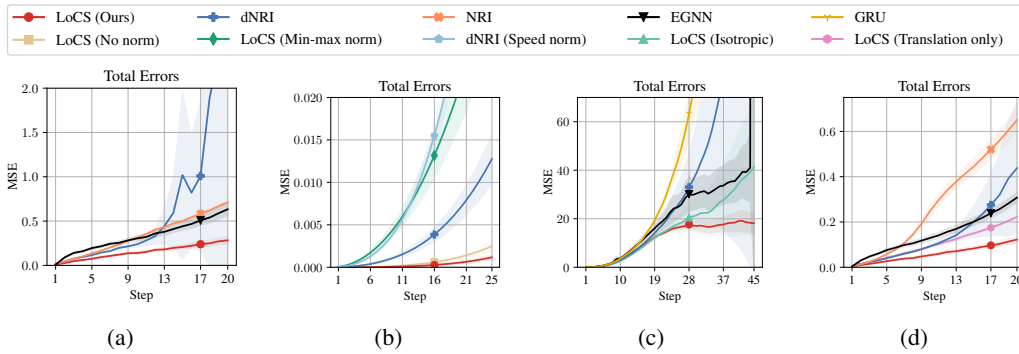 LoCS (Ours) dNRI NRI EGNN GRU
LoCS (No norm) LoCS (Min-max norm) dNRI (Speed norm) LoCS (Isotropic) LoCS (Translation only)
Total Errors Total Errors Total Errors Total Errors
2.0
1.5
1.0
0.5
0.0
MSE
1 5 9 13 17 20
Step
0.020
0.015
0.010
0.005
0.000
MSE
1 6 11 16 21 25
Step
60
40
20
0
MSE
1 10 19 28 37 45
Step
0.6
0.4
0.2
0.0
MSE
1 5 9 13 17 20
Step
(a) (b) (c) (d)